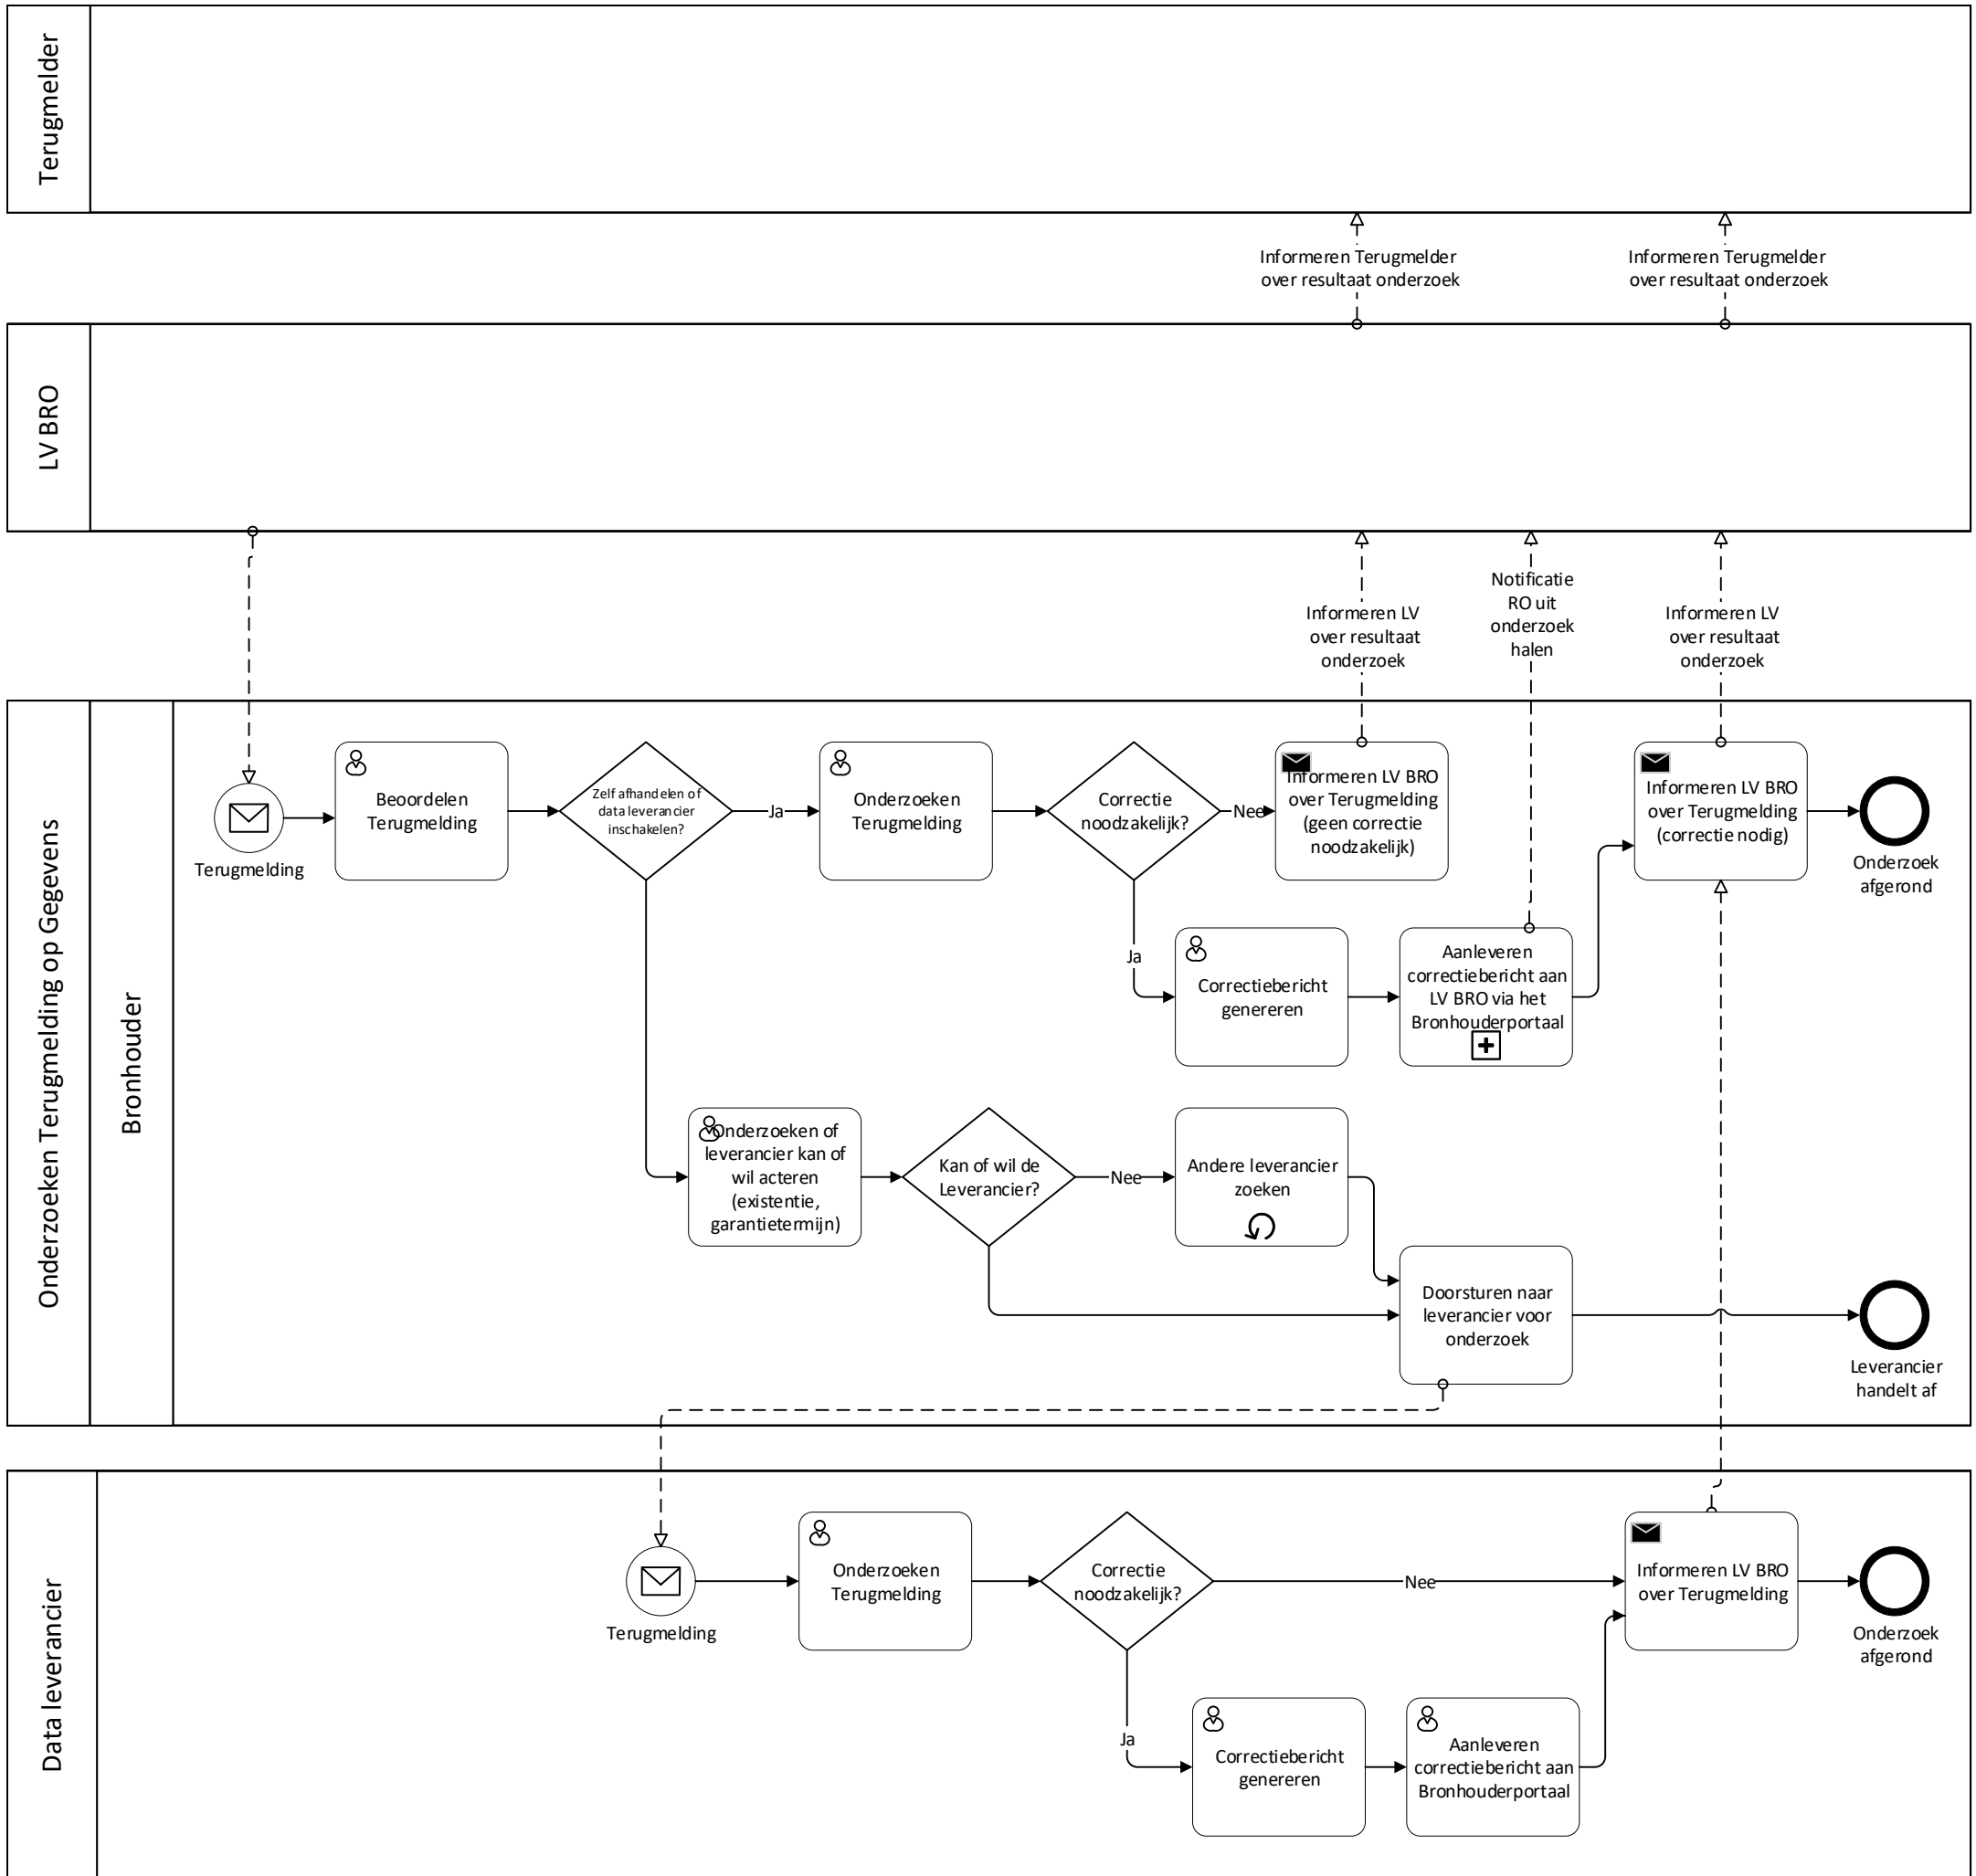 Terugmelder
Informeren Terugmelder
over resultaat onderzoek
Informeren Terugmelder
over resultaat onderzoek
LV BRO
Informeren LV
over resultaat
onderzoek
Notificatie
RO uit
onderzoek
halen
Informeren LV
over resultaat
onderzoek
Onderzoeken Terugmelding op Gegevens
Bronhouder
Terugmelding
Beoordelen
Terugmelding
Zelf afhandelen of
data leverancier
inschakelen?
Ja
Onderzoeken
Terugmelding
Correctie
noodzakelijk?
Nee
Informeren LV BRO
over Terugmelding
(geen correctie
noodzakelijk)
Informeren LV BRO
over Terugmelding
(correctie nodig)
Onderzoek
afgerond
Ja
Correctiebericht
genereren
Aanleveren
correctiebericht aan
LV BRO via het
Bronhouderportaal
Onderzoeken of
leverancier kan of
wil acteren
(existentie,
garantietermijn)
Kan of wil de
Leverancier?
Nee
Andere leverancier
zoeken
Doorsturen naar
leverancier voor
onderzoek
Leverancier
handelt af
Data leverancier
Terugmelding
Onderzoeken
Terugmelding
Correctie
noodzakelijk?
Nee
Informeren LV BRO
over Terugmelding
Onderzoek
afgerond
Ja
Correctiebericht
genereren
Aanleveren
correctiebericht aan
Bronhouderportaal